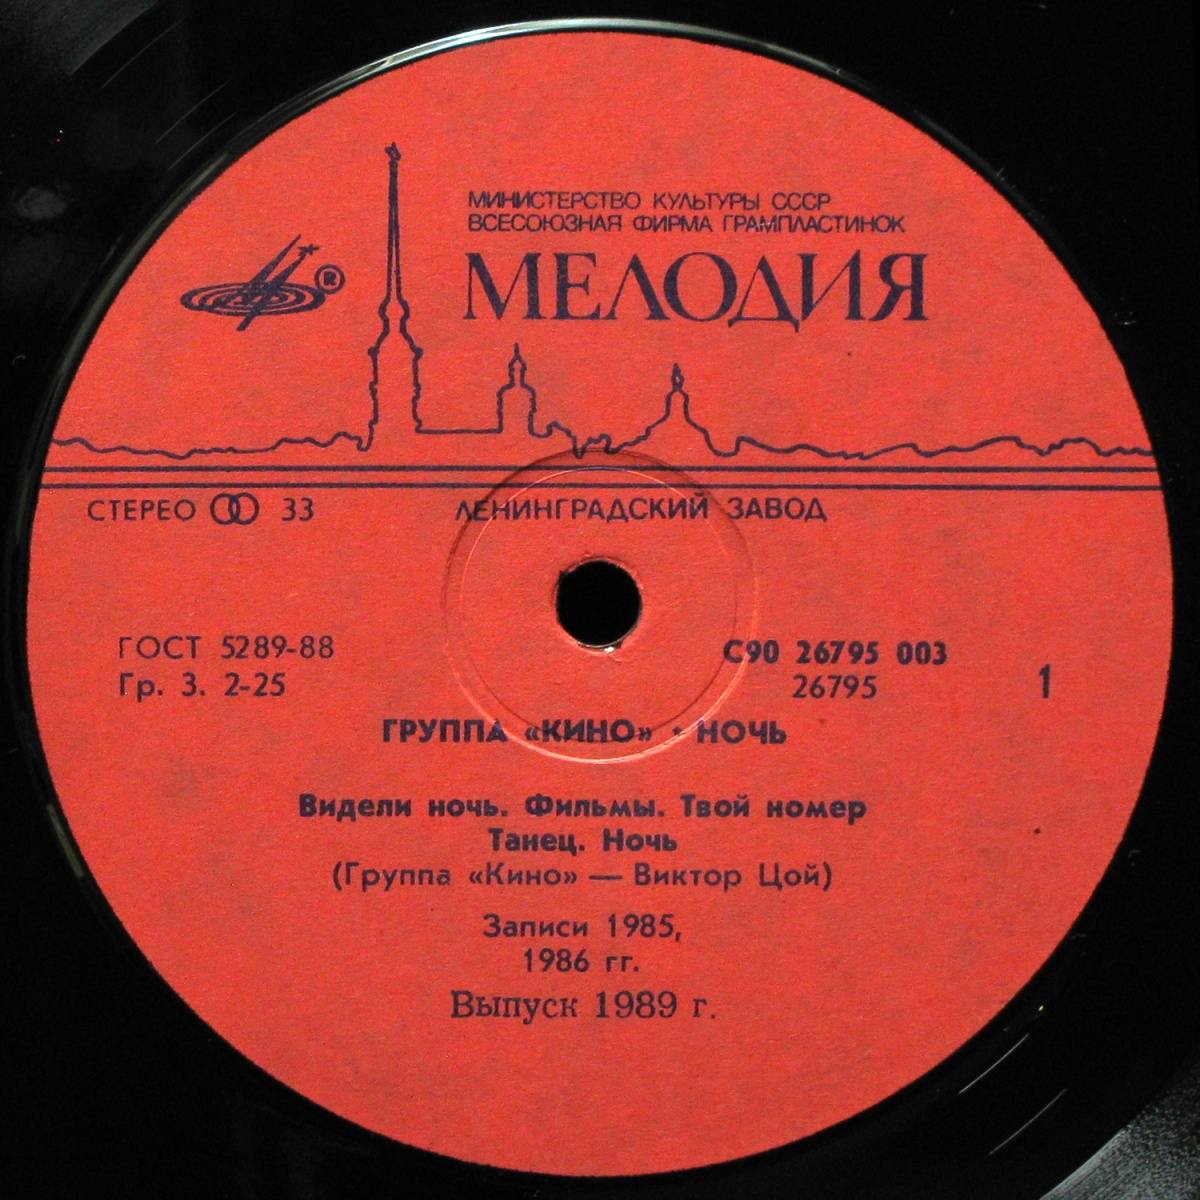 МИНИСТЕРСТВО КУЛЬТУРЫ СССР
ВСЕСОЮЗНАЯ ФИРМА ГРАМПЛАСТИНОК
МЕЛОДИЯ
®
СТЕРЕО 33
ЛЕНИНГРАДСКИЙ ЗАВОД
ГОСТ 5289-88
Гр. 3. 2-25
С90 26795 003
26795
1
ГРУППА «КИНО» · НОЧЬ
Видели ночь. Фильмы. Твой номер
Танец. Ночь
(Группа «Кино» — Виктор Цой)
Записи 1985,
1986 гг.
Выпуск 1989 г.